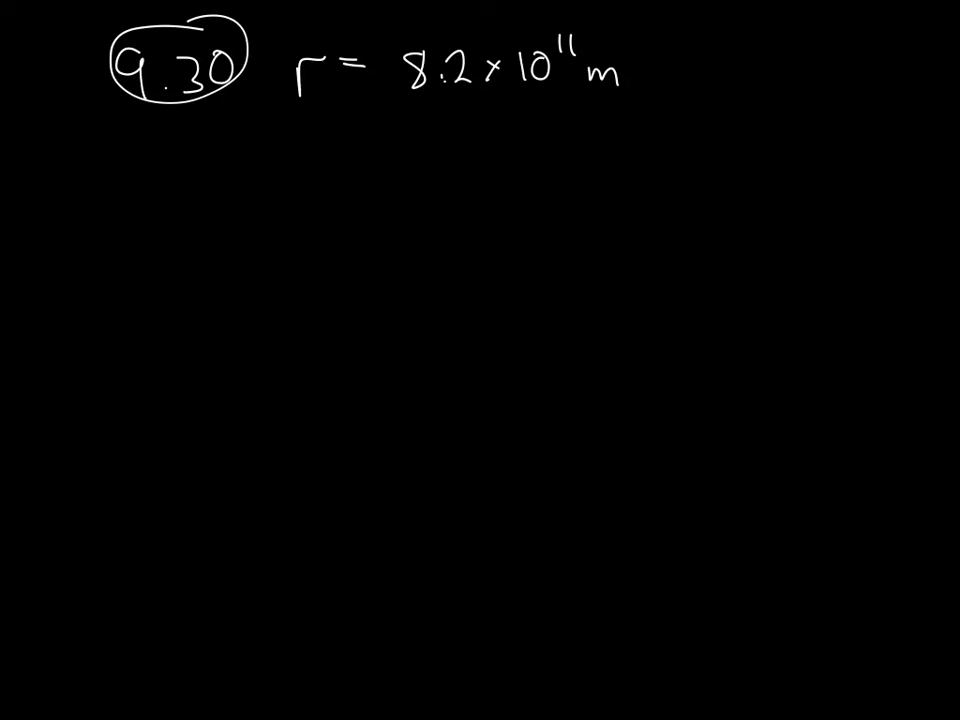 9.30 r = 8.2 × 10¹¹ m